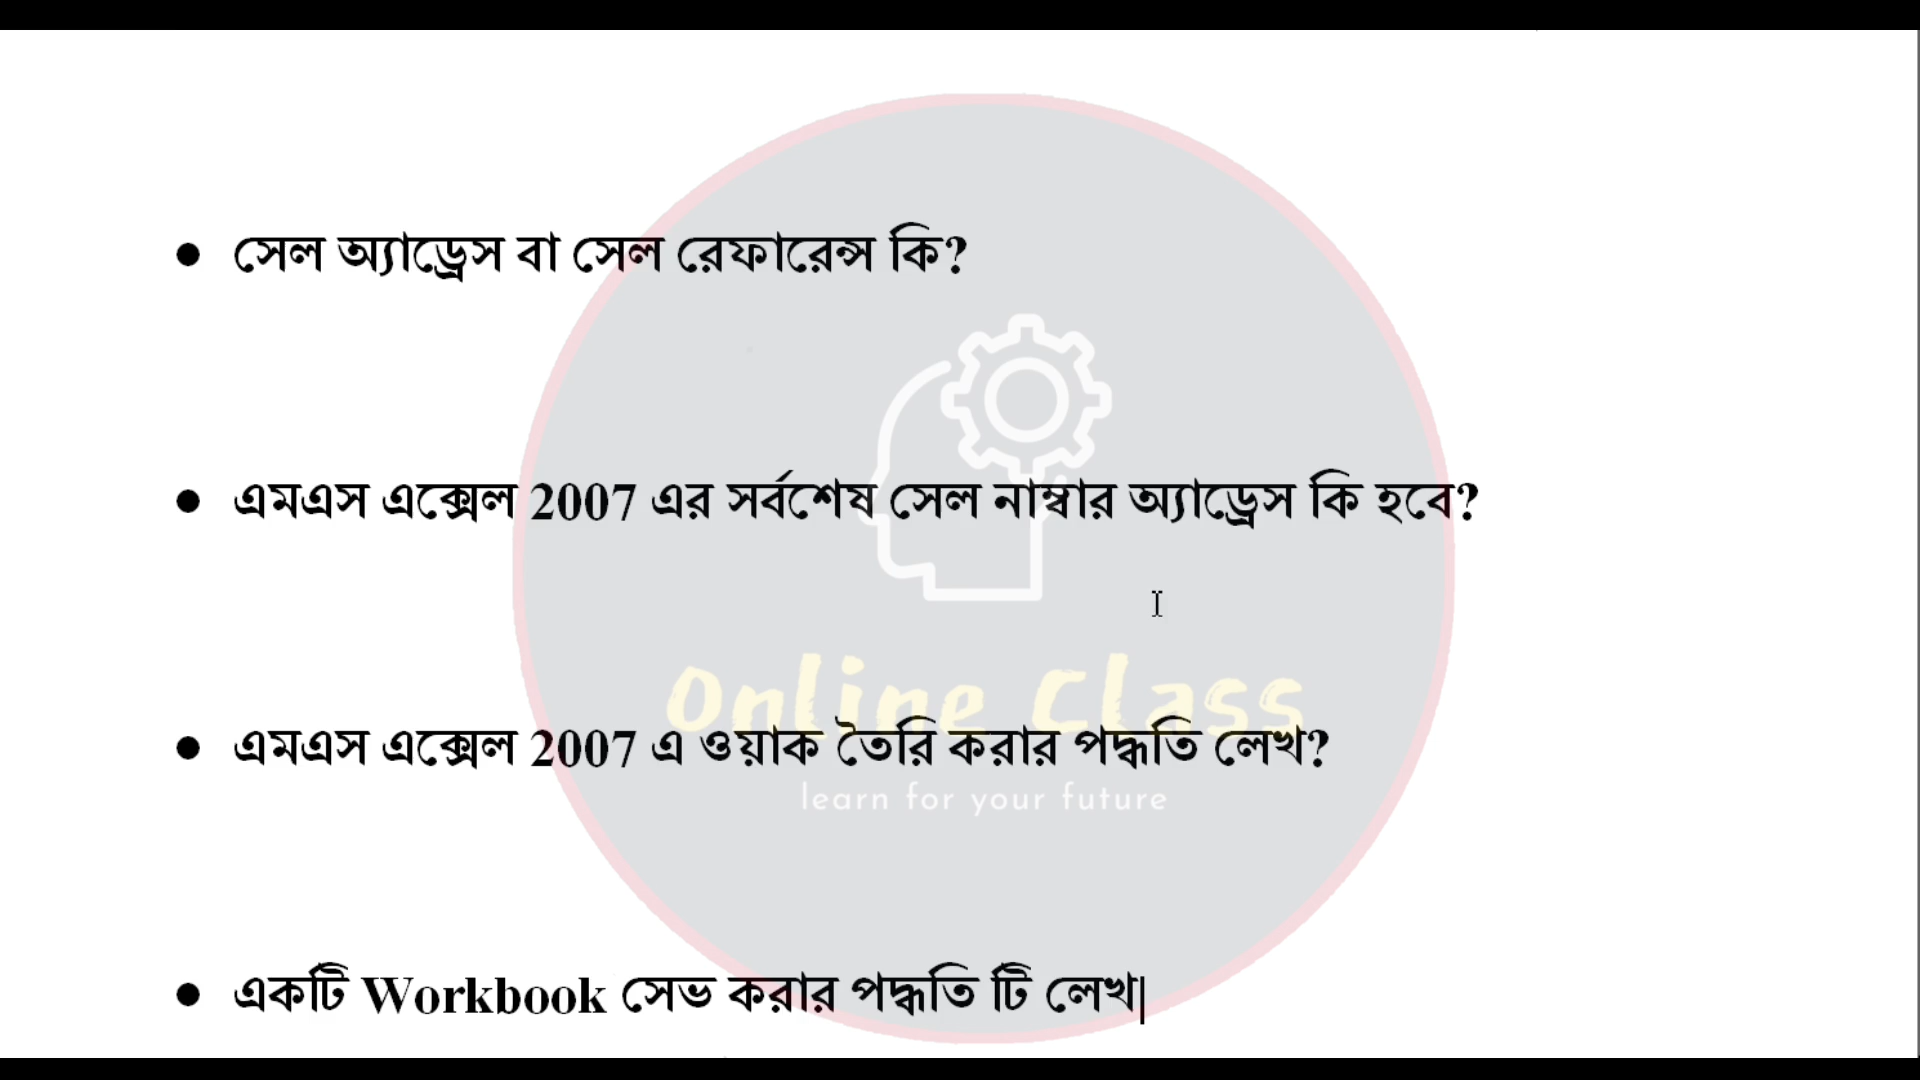 ● সেল অ্যাড্রেস বা সেল রেফারেন্স কি?
● এমএস এক্সেল 2007 এর সর্বশেষ সেল নাম্বার অ্যাড্রেস কি হবে?
Online Class
● এমএস এক্সেল 2007 এ ওয়াক তৈরি করার পদ্ধতি লেখ?
learn for your future
● একটি Workbook সেভ করার পদ্ধতি টি লেখ|